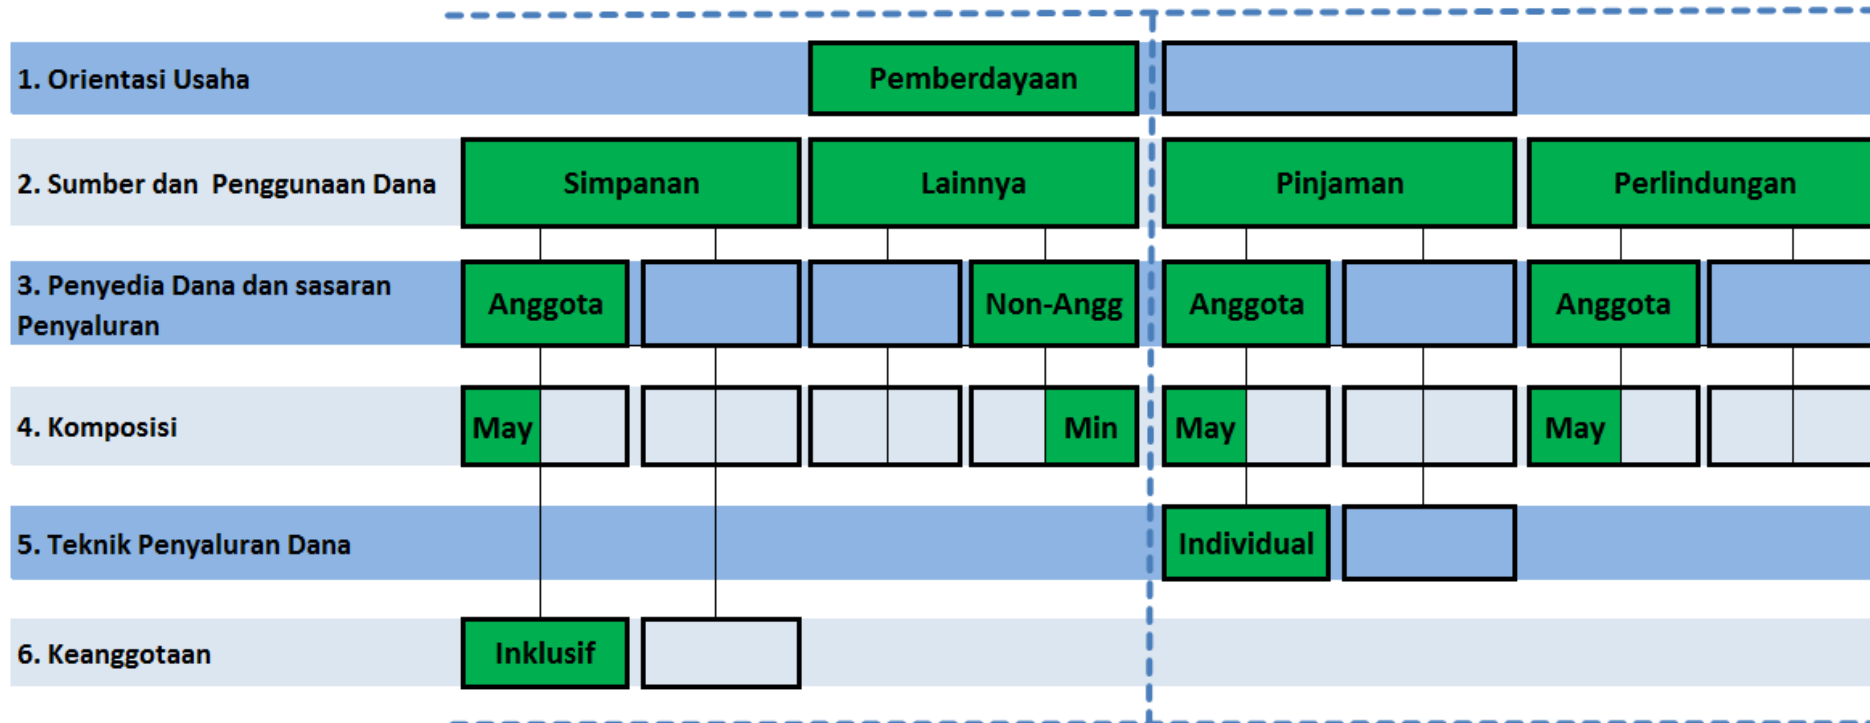 1. Orientasi Usaha
Pemberdayaan
2. Sumber dan Penggunaan Dana
Simpanan
Lainnya
Pinjaman
Perlindungan
3. Penyedia Dana dan sasaran
Penyaluran
Anggota
Non-Angg
Anggota
Anggota
4. Komposisi
May
Min
May
May
5. Teknik Penyaluran Dana
Individual
6. Keanggotaan
Inklusif